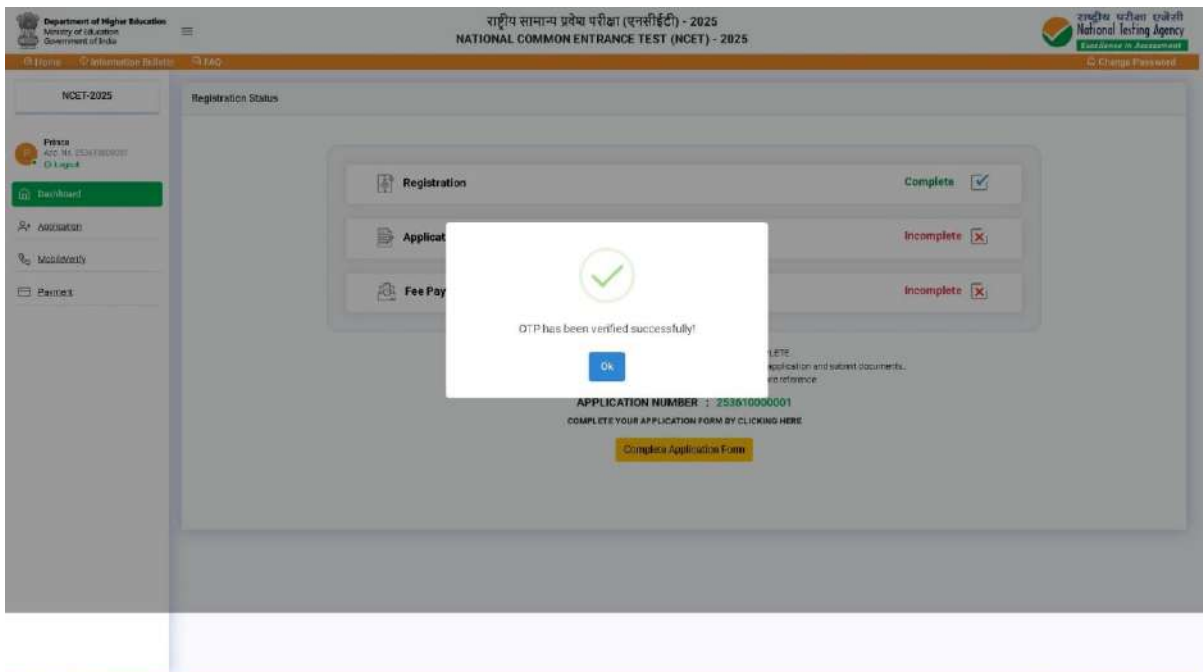 Department of Higher Education
Ministry of Education
Government of India
राष्ट्रीय सामान्य प्रवेश परीक्षा (एनसीईटी) - 2025
NATIONAL COMMON ENTRANCE TEST (NCET) - 2025
राष्ट्रीय परीक्षा एजेंसी
National Testing Agency
Excellence in Assessment
Home Information Bulletin FAQ
Change Password
NCET-2025
Registration Status
Prince
Logout
Dashboard
Application
MobileVerify
Payment
Registration Complete
Applicat Incomplete
Fee Pay Incomplete
OTP has been verified successfully!
Ok
LETE
application and submit documents.
reference
APPLICATION NUMBER : 253610000001
COMPLETE YOUR APPLICATION FORM BY CLICKING HERE
Complete Application Form